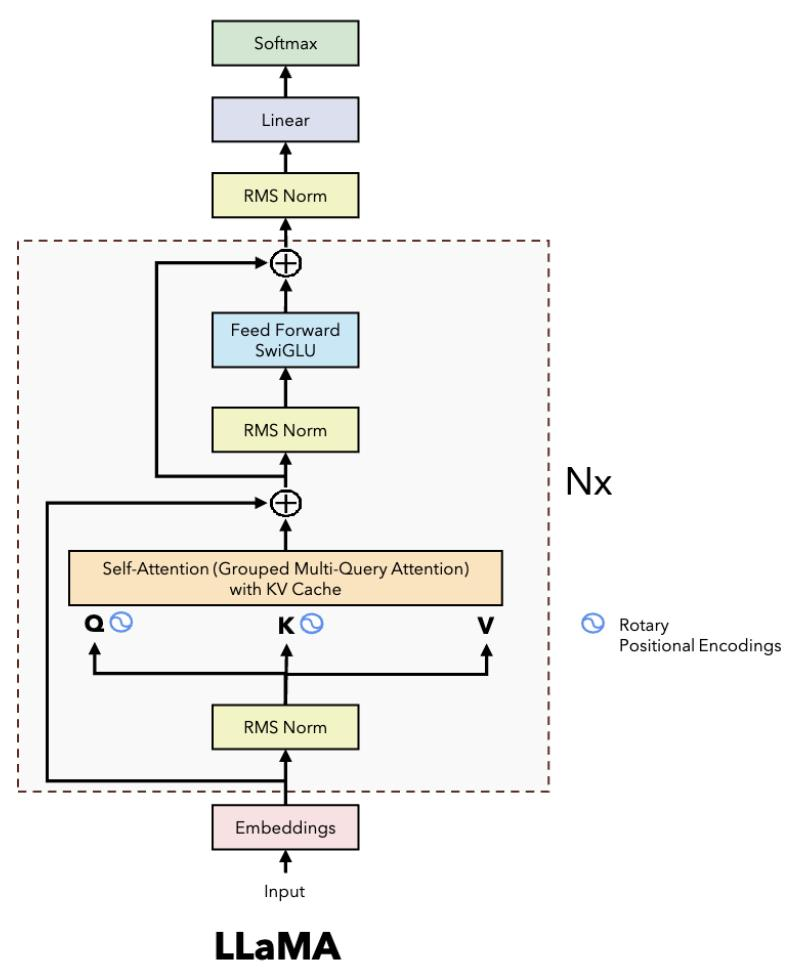 Softmax
Linear
RMS Norm
Feed Forward
SwiGLU
RMS Norm
Nx
Self-Attention (Grouped Multi-Query Attention)
with KV Cache
Q K V
Rotary
Positional Encodings
RMS Norm
Embeddings
Input
LLaMA